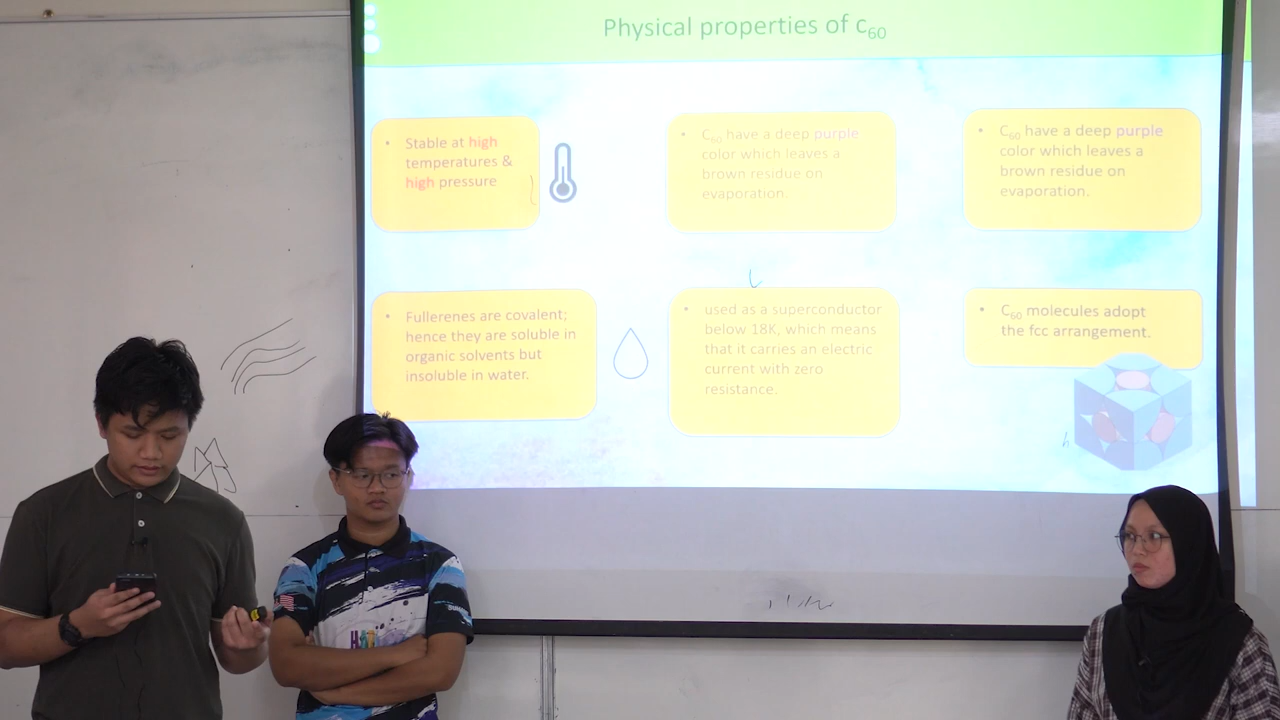 Physical properties of c60
• Stable at high
temperatures &
high pressure
• C60 have a deep purple
color which leaves a
brown residue on
evaporation.
• C60 have a deep purple
color which leaves a
brown residue on
evaporation.
• Fullerenes are covalent;
hence they are soluble in
organic solvents but
insoluble in water.
• used as a superconductor
below 18K, which means
that it carries an electric
current with zero
resistance.
• C60 molecules adopt
the fcc arrangement.